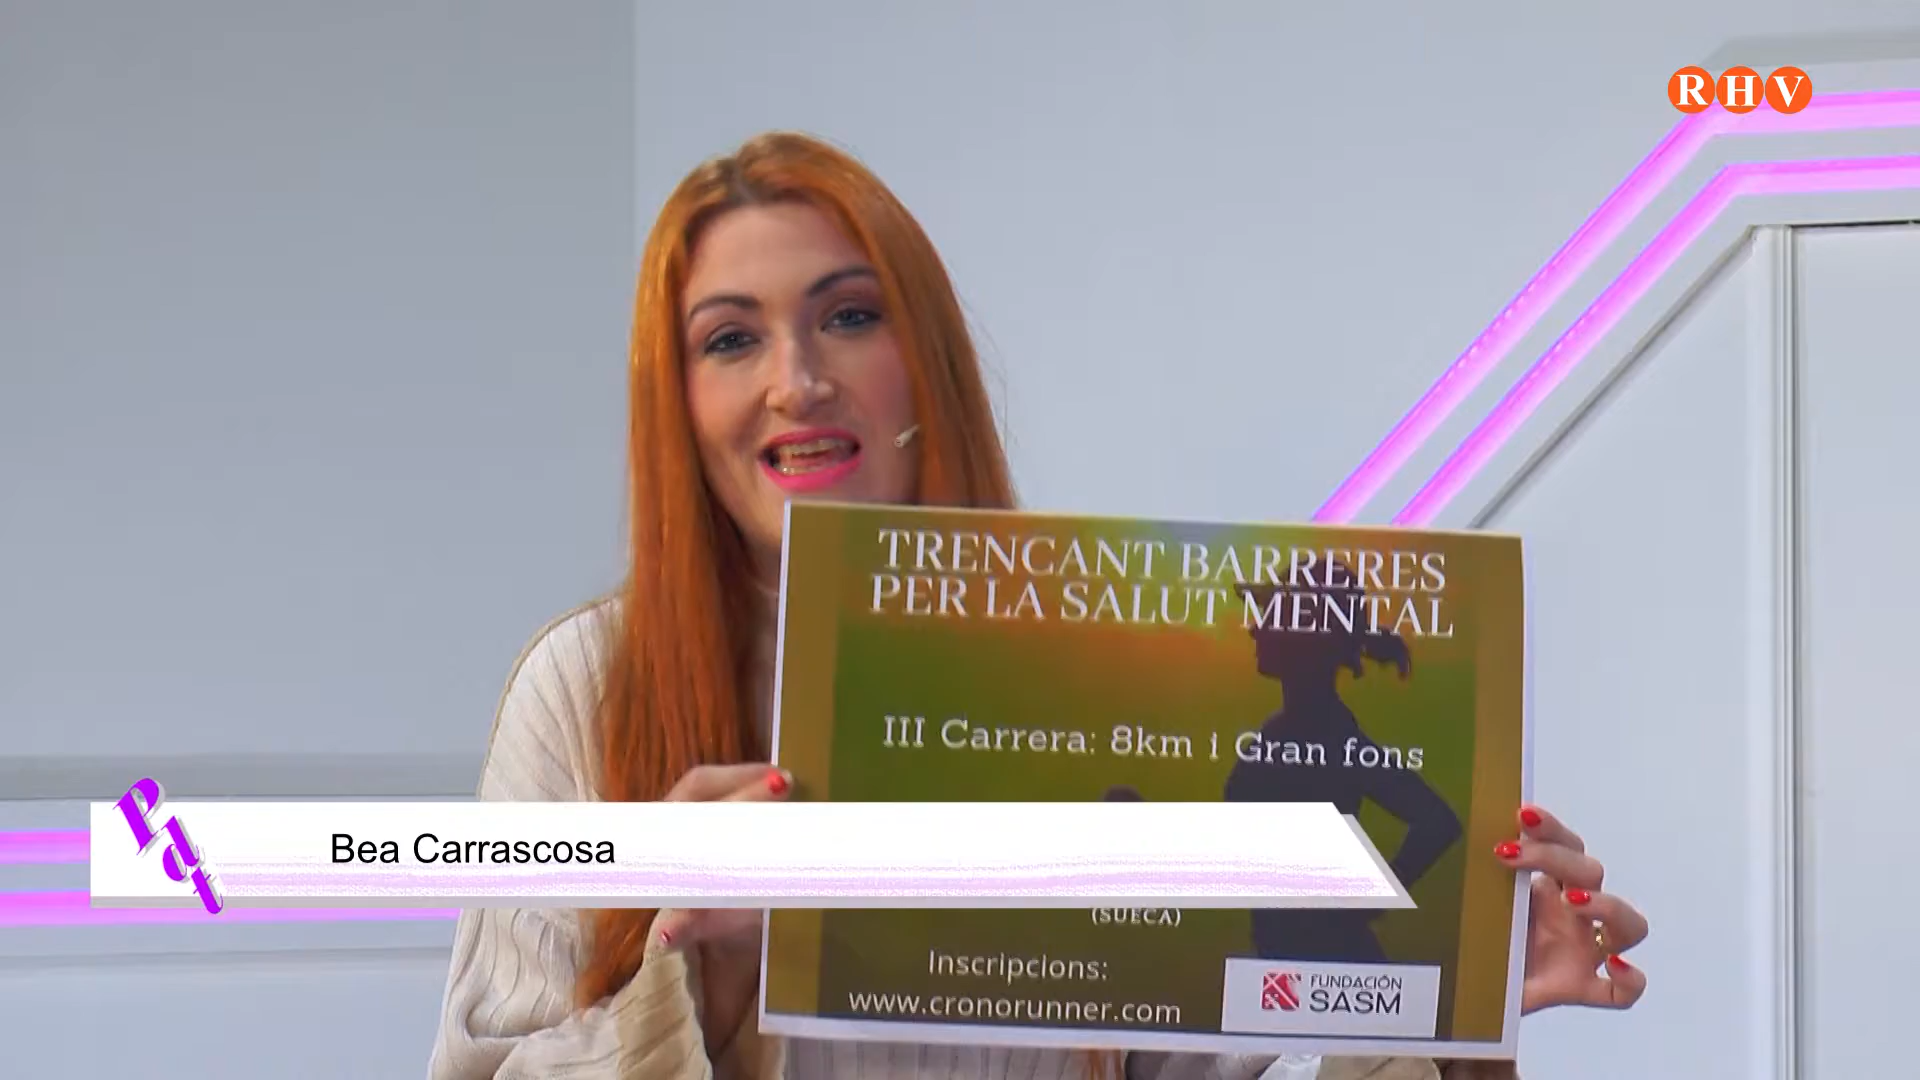 RHV
TRENCANT BARRERES
PER LA SALUT MENTAL
III Carrera: 8km i Gran fons
Plat
Bea Carrascosa
(SUECA)
Inscripcions:
www.cronorunner.com
FUNDACIÓN
SASM